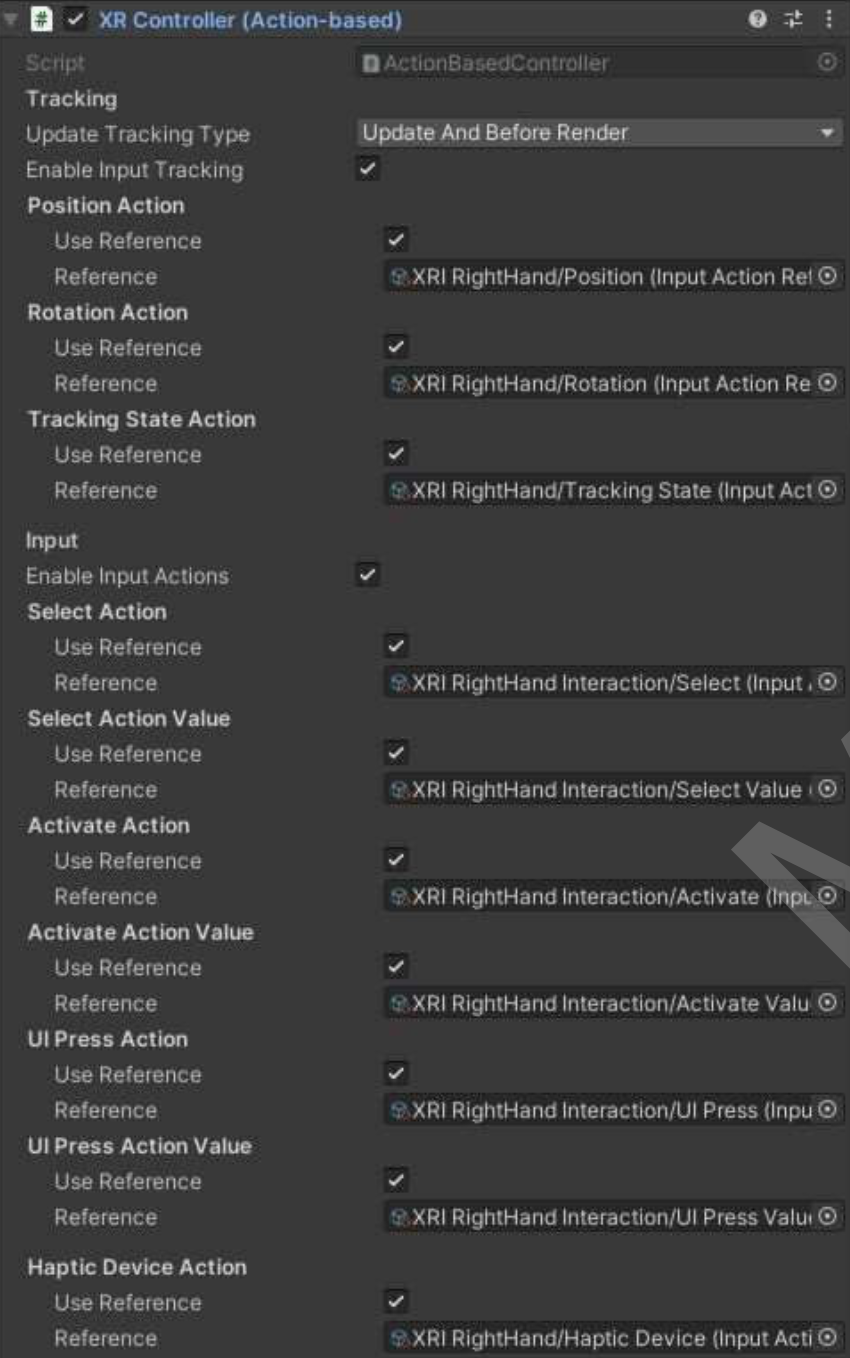 XR Controller (Action-based)
Script ActionBasedController
Tracking
Update Tracking Type Update And Before Render
Enable Input Tracking
Position Action
Use Reference
Reference XRI RightHand/Position (Input Action Ref
Rotation Action
Use Reference
Reference XRI RightHand/Rotation (Input Action Re
Tracking State Action
Use Reference
Reference XRI RightHand/Tracking State (Input Act
Input
Enable Input Actions
Select Action
Use Reference
Reference XRI RightHand Interaction/Select (Input
Select Action Value
Use Reference
Reference XRI RightHand Interaction/Select Value
Activate Action
Use Reference
Reference XRI RightHand Interaction/Activate (Inpu
Activate Action Value
Use Reference
Reference XRI RightHand Interaction/Activate Valu
UI Press Action
Use Reference
Reference XRI RightHand Interaction/UI Press (Inpu
UI Press Action Value
Use Reference
Reference XRI RightHand Interaction/UI Press Valu
Haptic Device Action
Use Reference
Reference XRI RightHand/Haptic Device (Input Acti